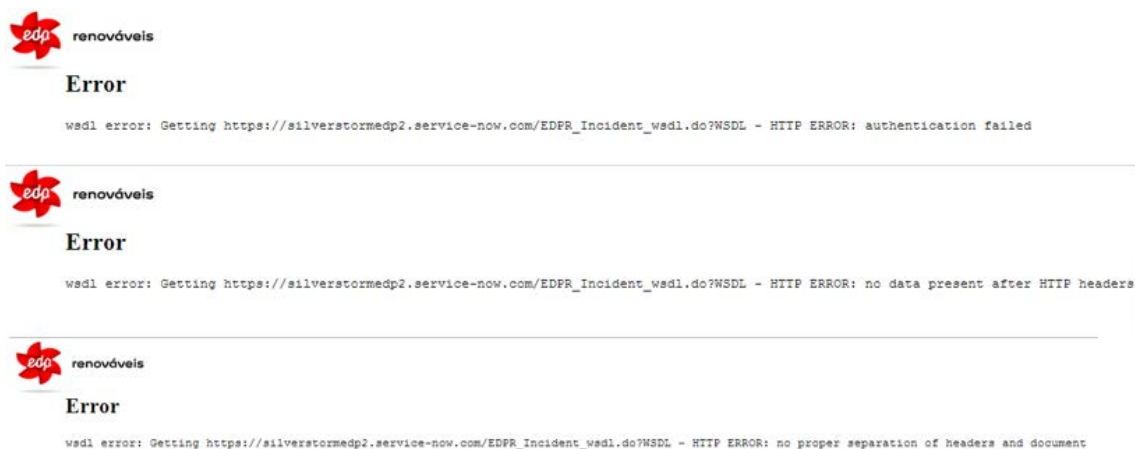 edp renováveis
Error
wsdl error: Getting https://silverstormedp2.service-now.com/EDPR_Incident_wsdl.do?WSDL - HTTP ERROR: authentication failed
edp renováveis
Error
wsdl error: Getting https://silverstormedp2.service-now.com/EDPR_Incident_wsdl.do?WSDL - HTTP ERROR: no data present after HTTP headers
edp renováveis
Error
wsdl error: Getting https://silverstormedp2.service-now.com/EDPR_Incident_wsdl.do?WSDL - HTTP ERROR: no proper separation of headers and document